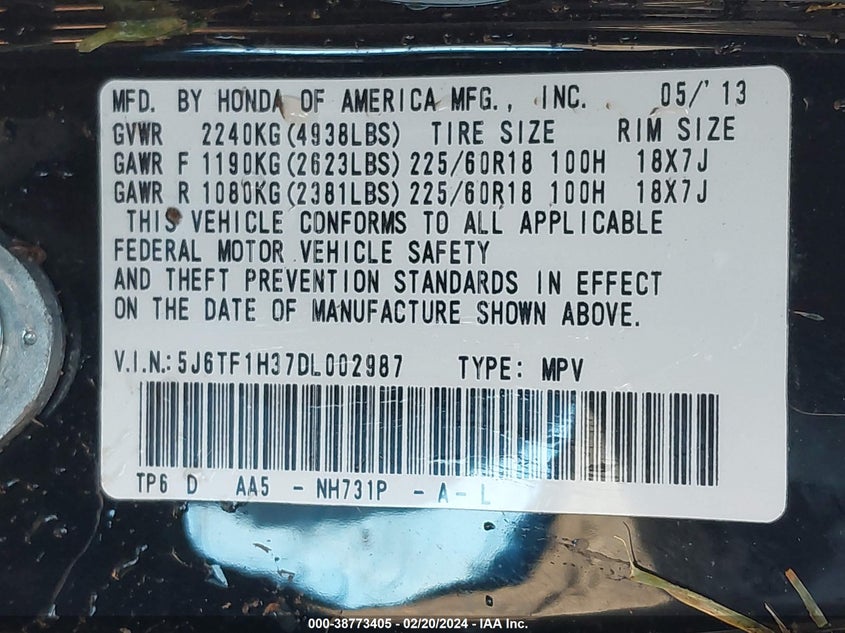 MFD. BY HONDA OF AMERICA MFG., INC. 05/'13
GVWR 2240KG(4938LBS) TIRE SIZE RIM SIZE
GAWR F 1190KG(2623LBS) 225/60R18 100H 18X7J
GAWR R 1080KG(2381LBS) 225/60R18 100H 18X7J
THIS VEHICLE CONFORMS TO ALL APPLICABLE
FEDERAL MOTOR VEHICLE SAFETY
AND THEFT PREVENTION STANDARDS IN EFFECT
ON THE DATE OF MANUFACTURE SHOWN ABOVE.
V.I.N.: 5J6TF1H37DL002987 TYPE: MPV
TP6 D AA5 - NH731P - A - L
000-38773405 - 02/20/2024 - IAA Inc.